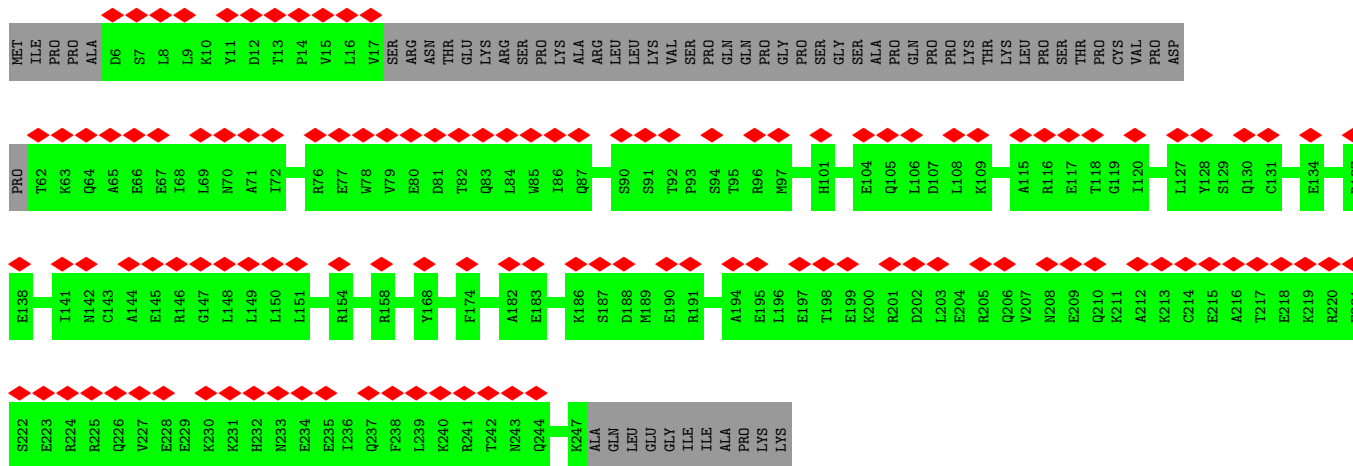 MET ILE PRO PRO ALA D6 S7 L8 L9 K10 Y11 D12 T13 P14 V15 L16 V17 SER ARG ASN THR GLU LYS ARG SER PRO LYS ALA ARG LEU LEU LYS VAL SER PRO GLN GLN PRO GLY PRO SER GLY SER ALA PRO GLN PRO PRO LYS THR LYS LEU PRO SER THR PRO CYS VAL PRO ASP
PRO T62 K63 Q64 A65 E66 E67 I68 L69 N70 A71 I72 R76 E77 W78 V79 E80 D81 T82 Q83 L84 W85 I86 Q87 S90 S91 T92 P93 S94 T95 R96 M97 H101 E104 Q105 L106 D107 L108 K109 A115 R116 E117 T118 G119 I120 L127 Y128 S129 Q130 C131 E134
E138 I141 N142 C143 A144 E145 R146 G147 L148 L149 L150 L151 R154 R158 Y168 F174 A182 E183 K186 S187 D188 M189 E190 R191 A194 E195 L196 E197 T198 E199 K200 R201 D202 L203 E204 R205 Q206 V207 N208 E209 Q210 K211 A212 K213 C214 E215 A216 T217 E218 K219 R220
S222 E223 R224 R225 Q226 V227 E228 E229 K230 K231 H232 N233 E234 E235 I236 Q237 F238 L239 K240 R241 T242 N243 Q244 K247 ALA GLN LEU GLU GLY ILE ILE ALA PRO LYS LYS